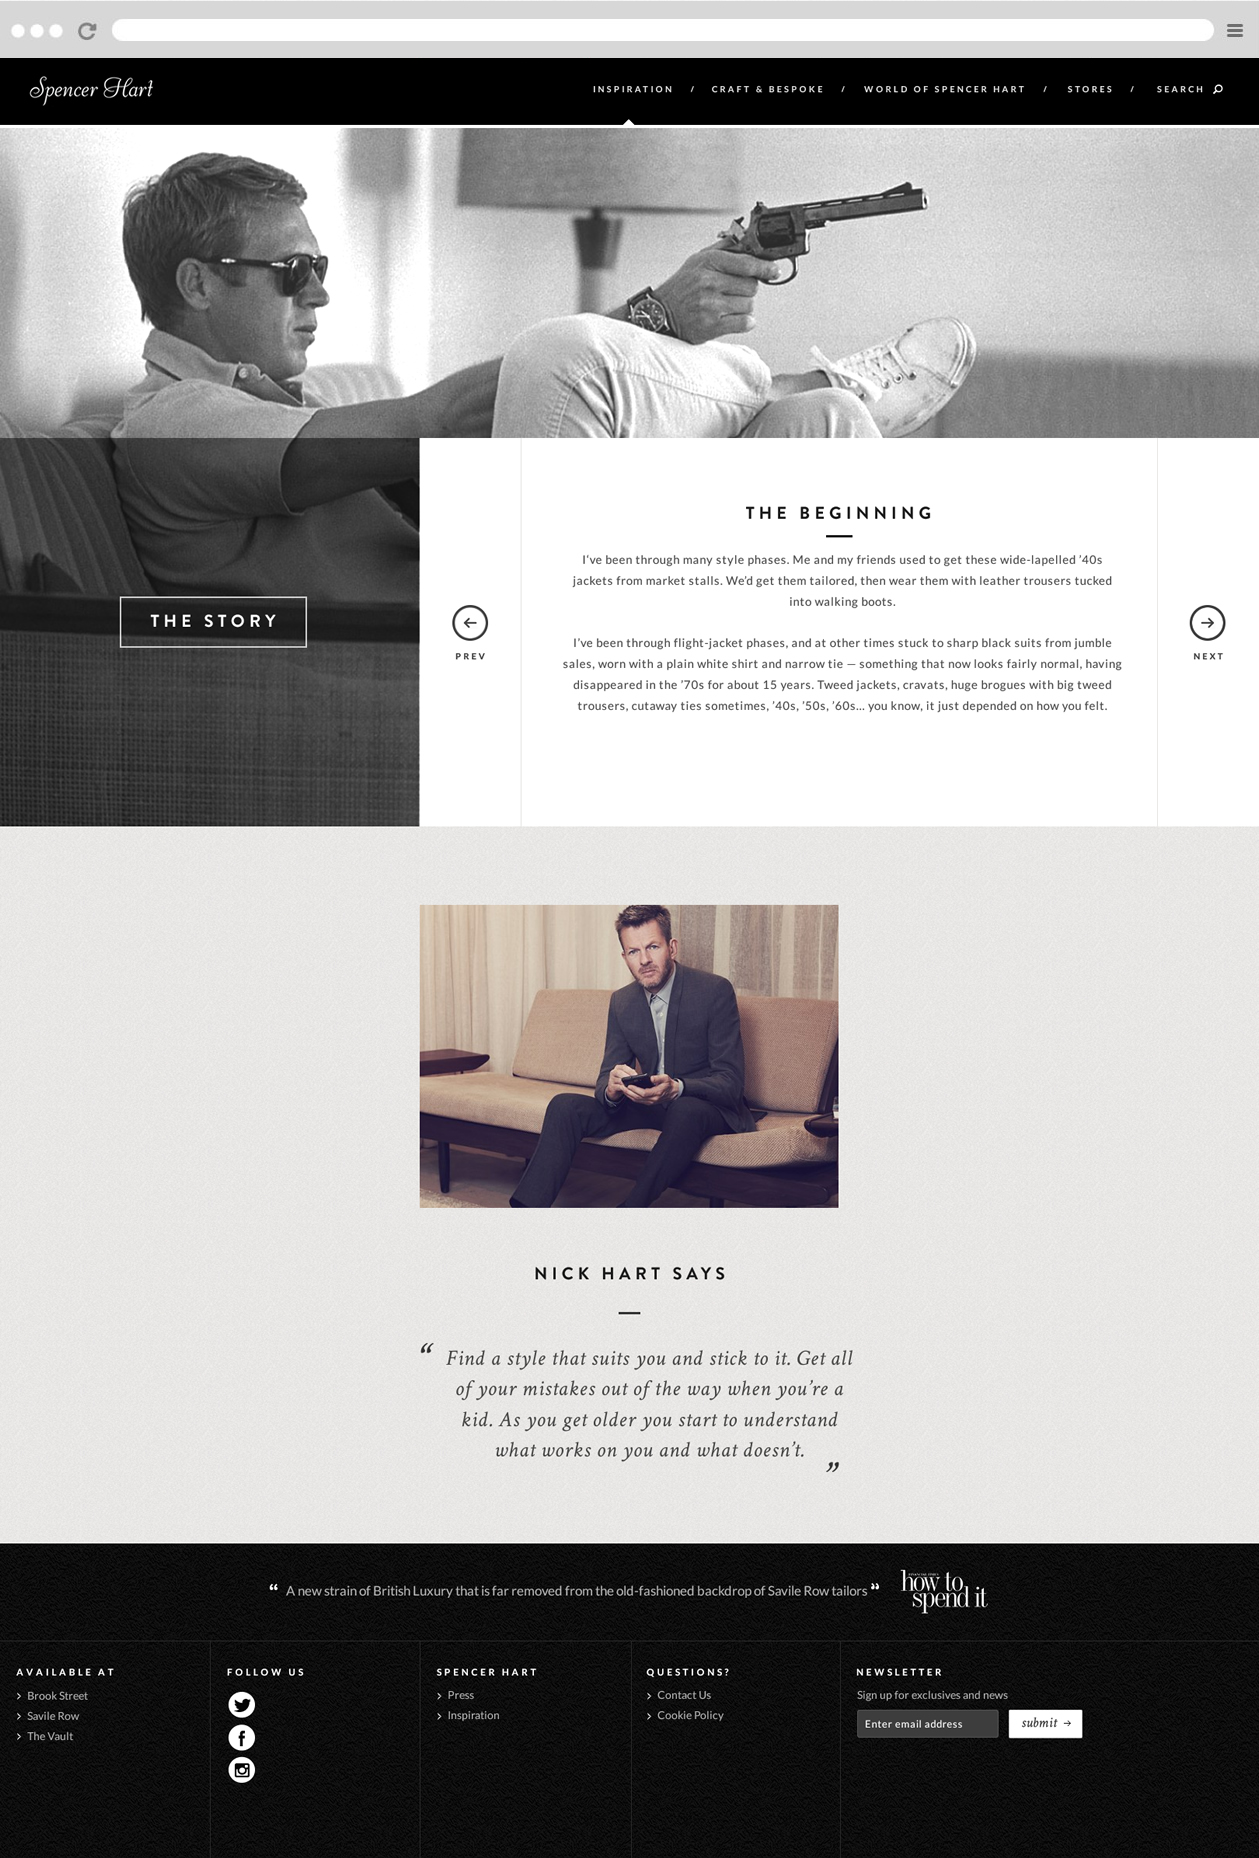 Spencer Hart
INSPIRATION / CRAFT & BESPOKE / WORLD OF SPENCER HART / STORES / SEARCH
THE BEGINNING
I’ve been through many style phases. Me and my friends used to get these wide-lapelled ’40s
jackets from market stalls. We’d get them tailored, then wear them with leather trousers tucked
into walking boots.
I’ve been through flight-jacket phases, and at other times stuck to sharp black suits from jumble
sales, worn with a plain white shirt and narrow tie — something that now looks fairly normal, having
disappeared in the ’70s for about 15 years. Tweed jackets, cravats, huge brogues with big tweed
trousers, cutaway ties sometimes, ’40s, ’50s, ’60s... you know, it just depended on how you felt.
THE STORY
PREV
NEXT
NICK HART SAYS
“ Find a style that suits you and stick to it. Get all
of your mistakes out of the way when you’re a
kid. As you get older you start to understand
what works on you and what doesn’t. ”
“ A new strain of British Luxury that is far removed from the old-fashioned backdrop of Savile Row tailors ”
how to
spend it
AVAILABLE AT
Brook Street
Savile Row
The Vault
FOLLOW US
SPENCER HART
Press
Inspiration
QUESTIONS?
Contact Us
Cookie Policy
NEWSLETTER
Sign up for exclusives and news
Enter email address
submit →